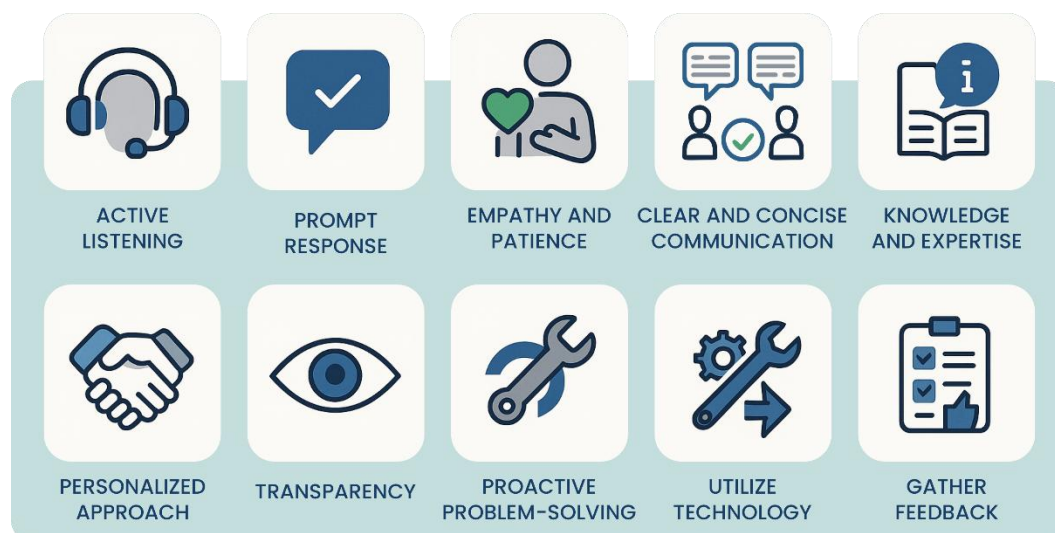 ACTIVE
LISTENING
PROMPT
RESPONSE
EMPATHY AND
PATIENCE
CLEAR AND CONCISE
COMMUNICATION
i
KNOWLEDGE
AND EXPERTISE
PERSONALIZED
APPROACH
TRANSPARENCY
PROACTIVE
PROBLEM-SOLVING
UTILIZE
TECHNOLOGY
GATHER
FEEDBACK